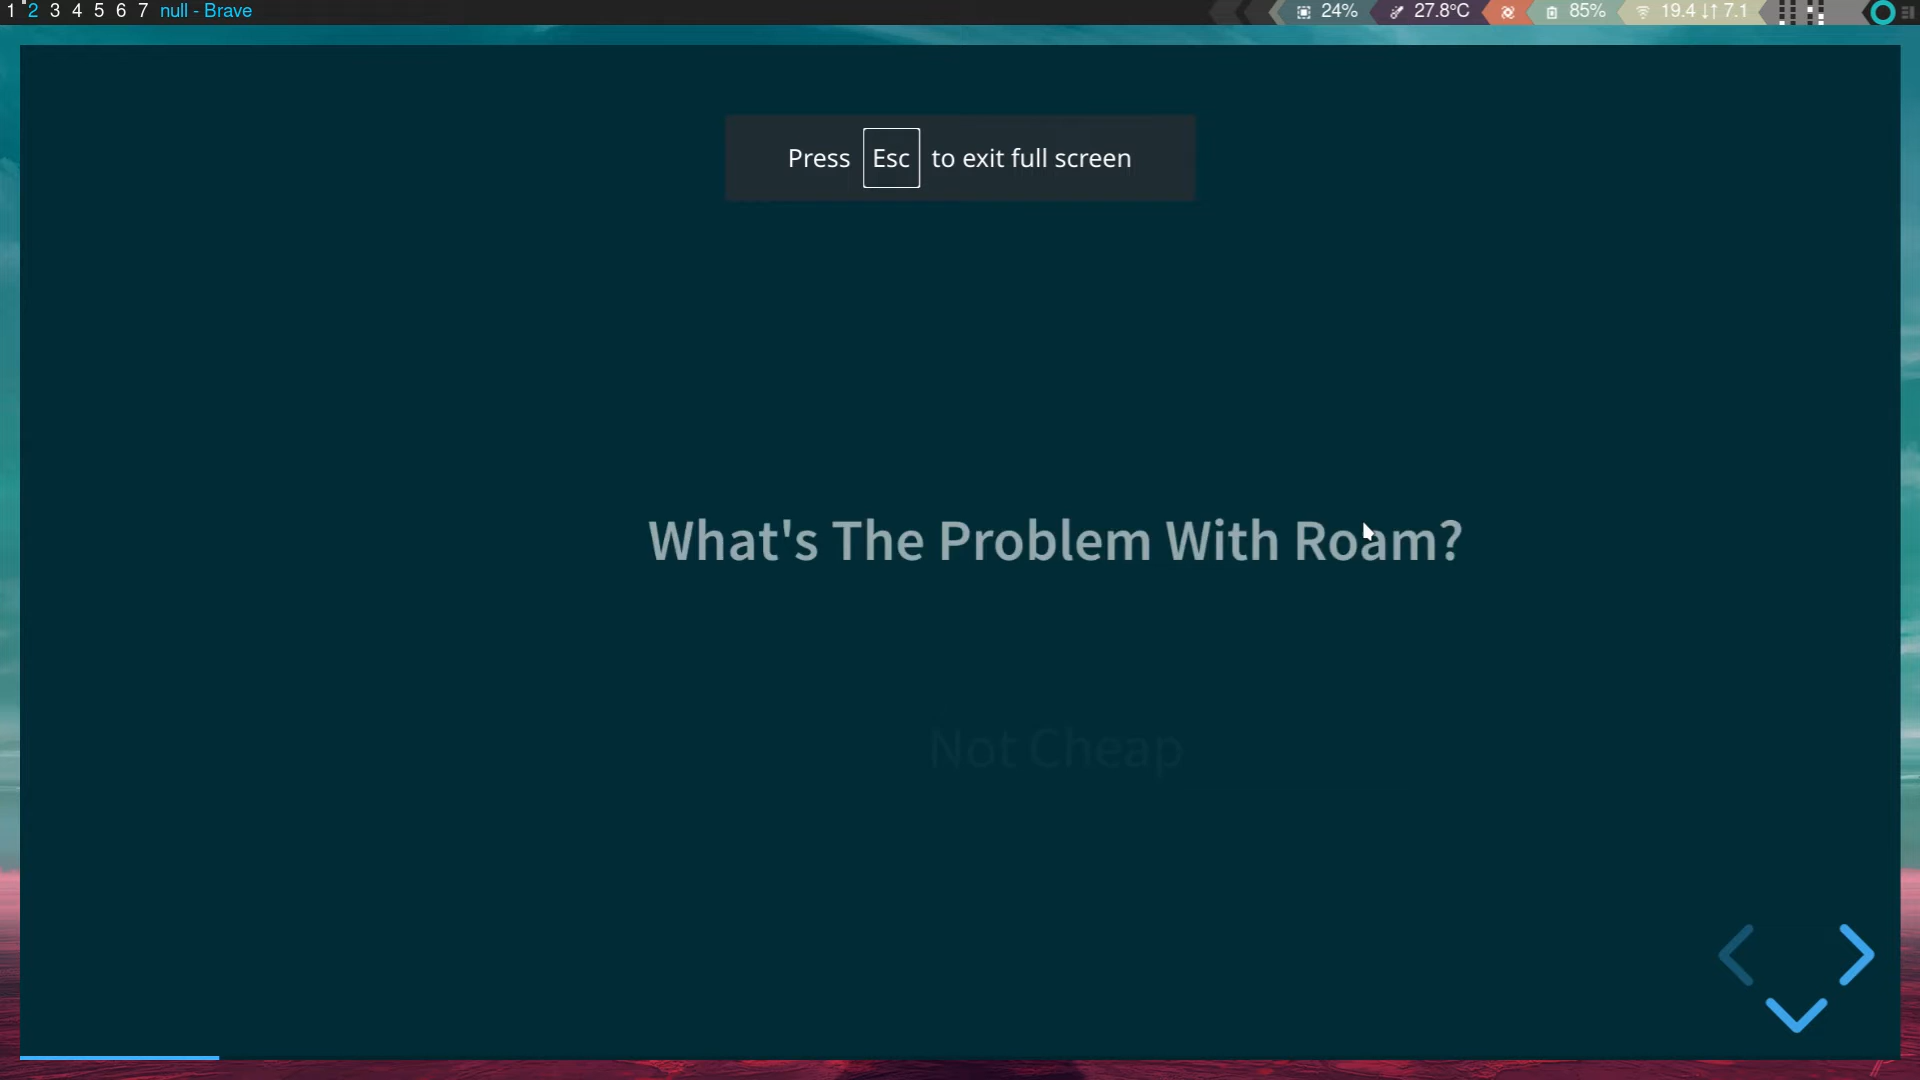 1 2 3 4 5 6 7 null - Brave
24% 27.8°C 85% 19.4 ↓↑ 7.1
Press Esc to exit full screen
What's The Problem With Roam?
Not Cheap